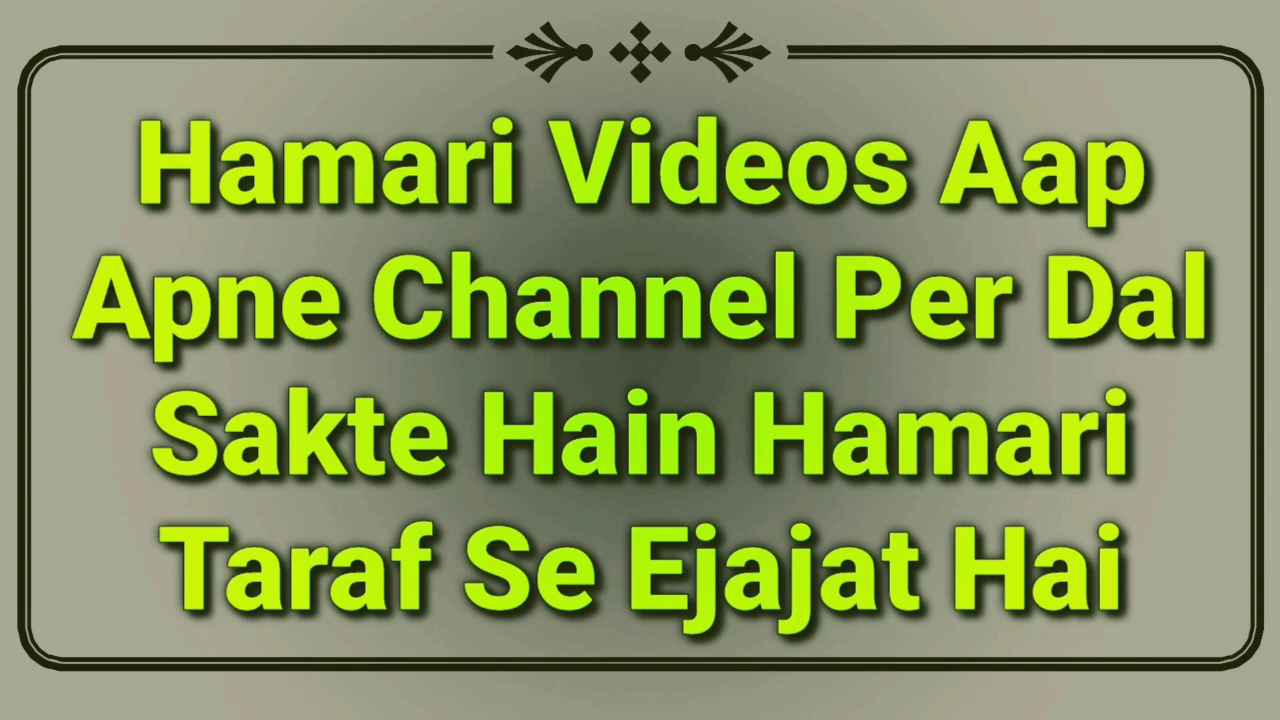 Hamari Videos Aap
Apne Channel Per Dal
Sakte Hain Hamari
Taraf Se Ejajat Hai